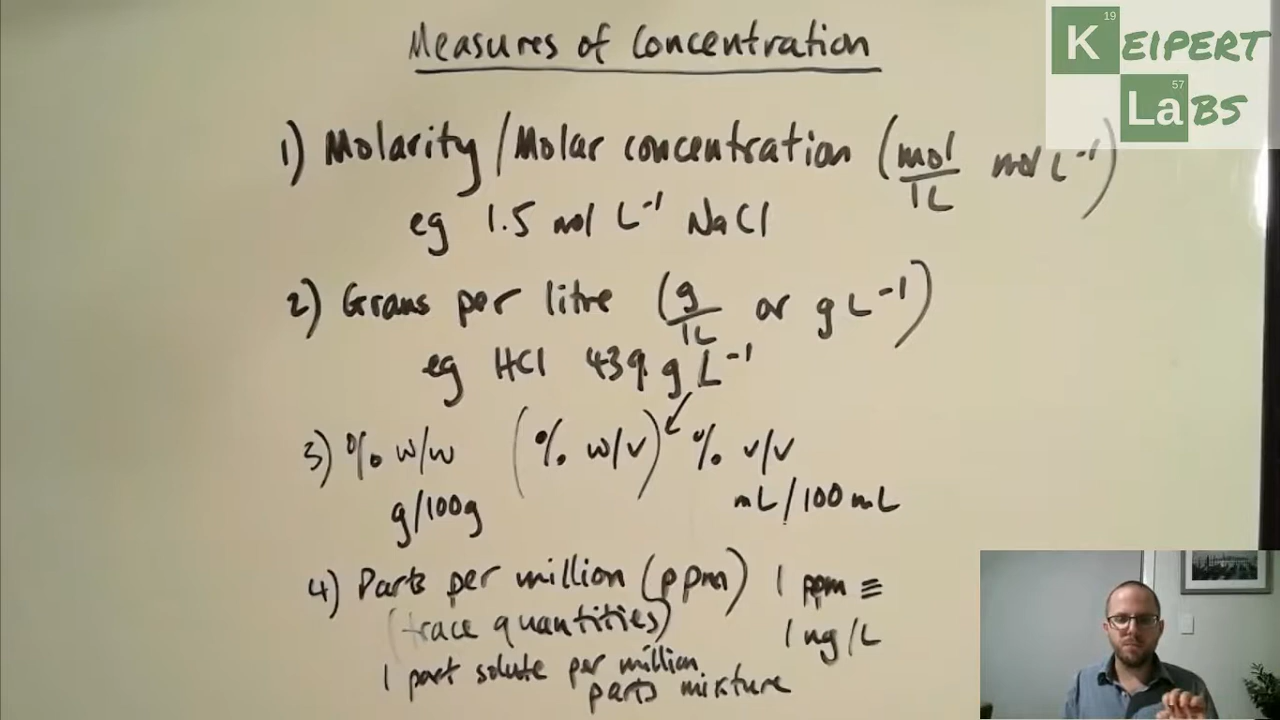 Measures of Concentration
K 19 EIPERT
La 57 BS
1) Molarity / Molar concentration (mol/1L mol L⁻¹)
eg 1.5 mol L⁻¹ NaCl
2) Grams per litre (g/1L or g L⁻¹)
eg HCl 439 g L⁻¹
3) % w/w (% w/v) % v/v
g/100g mL/100 mL
4) Parts per million (ppm) 1 ppm ≡
(trace quantities) 1 mg/L
1 part solute per million
parts mixture